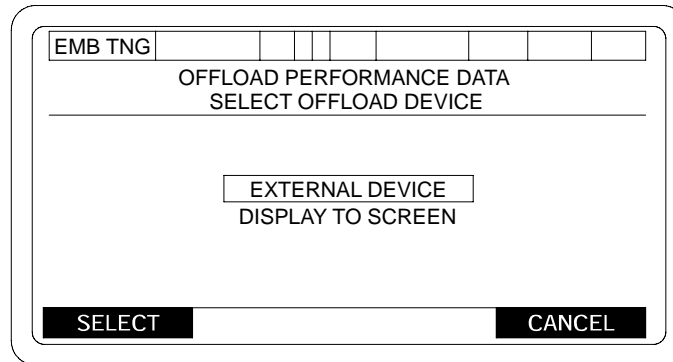 EMB TNG
OFFLOAD PERFORMANCE DATA
SELECT OFFLOAD DEVICE
EXTERNAL DEVICE
DISPLAY TO SCREEN
SELECT CANCEL